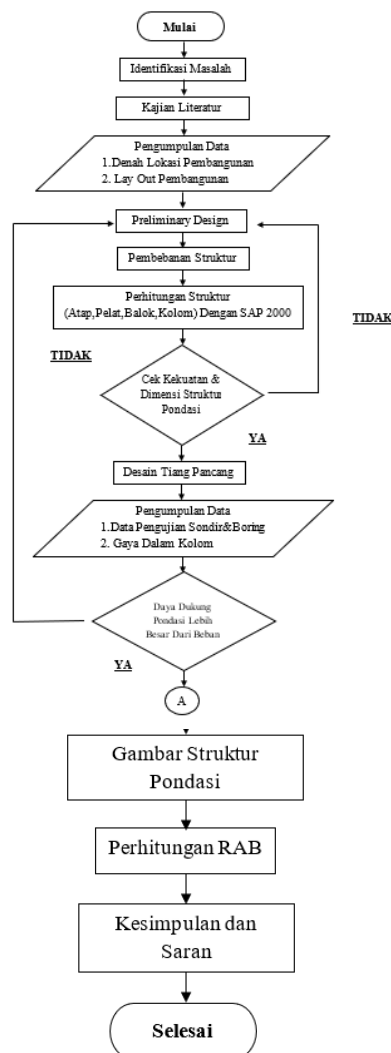 Mulai
Identifikasi Masalah
Kajian Literatur
Pengumpulan Data
1.Denah Lokasi Pembangunan
2. Lay Out Pembangunan
Preliminary Design
Pembebanan Struktur
Perhitungan Struktur
(Atap,Pelat,Balok,Kolom) Dengan SAP 2000
TIDAK
TIDAK
Cek Kekuatan &
Dimensi Struktur
Pondasi
YA
Desain Tiang Pancang
Pengumpulan Data
1.Data Pengujian Sondir&Boring
2. Gaya Dalam Kolom
Daya Dukung
Pondasi Lebih
Besar Dari Beban
YA
A
Gambar Struktur
Pondasi
Perhitungan RAB
Kesimpulan dan
Saran
Selesai